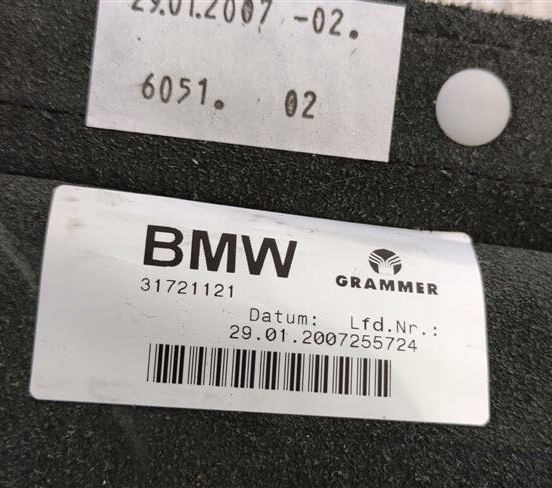 29.01.2007 -02.
6051. 02
BMW
GRAMMER
31721121
Datum: Lfd.Nr.:
29.01.2007255724